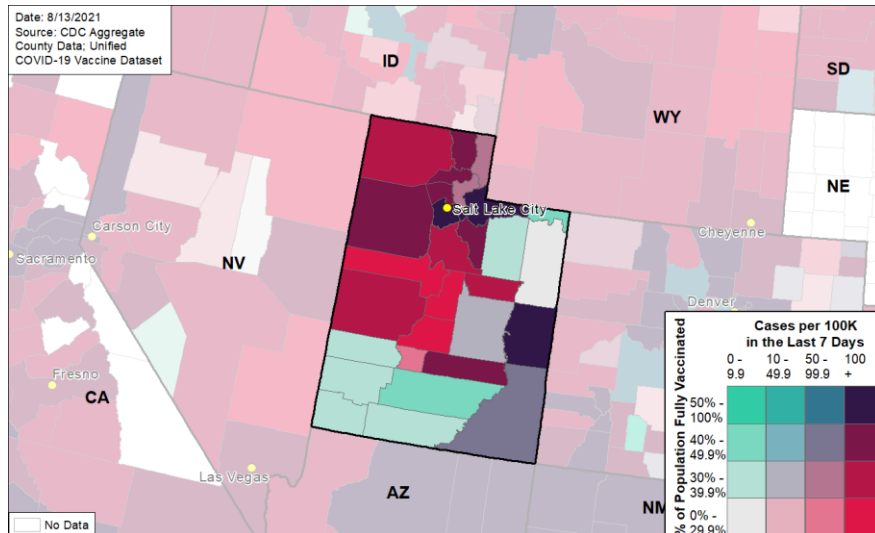 Date: 8/13/2021
Source: CDC Aggregate
County Data; Unified
COVID-19 Vaccine Dataset
ID
SD
WY
NE
Salt Lake City
Carson City
Cheyenne
Sacramento
NV
Denver
Fresno
CA
Las Vegas
AZ
NM
No Data
Cases per 100K
in the Last 7 Days
0 - 10 - 50 - 100
9.9 49.9 99.9 +
% of Population Fully Vaccinated
50% -
100%
40% -
49.9%
30% -
39.9%
0% -
29.9%